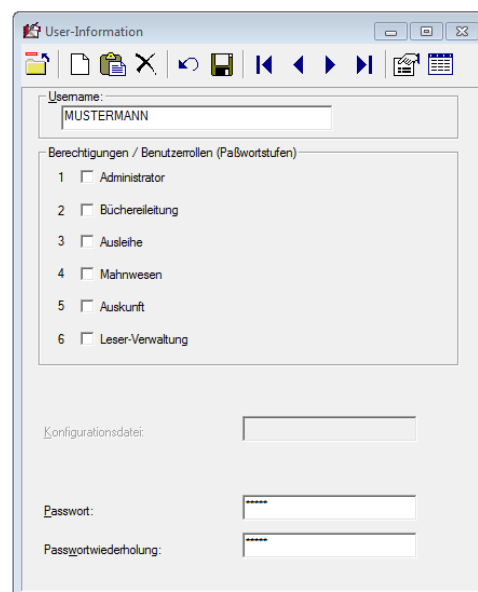 User-Information
Username:
MUSTERMANN
Berechtigungen / Benutzerrollen (Paßwortstufen)
1 Administrator
2 Büchereileitung
3 Ausleihe
4 Mahnwesen
5 Auskunft
6 Leser-Verwaltung
Konfigurationsdatei:
Passwort: *****
Passwortwiederholung: *****